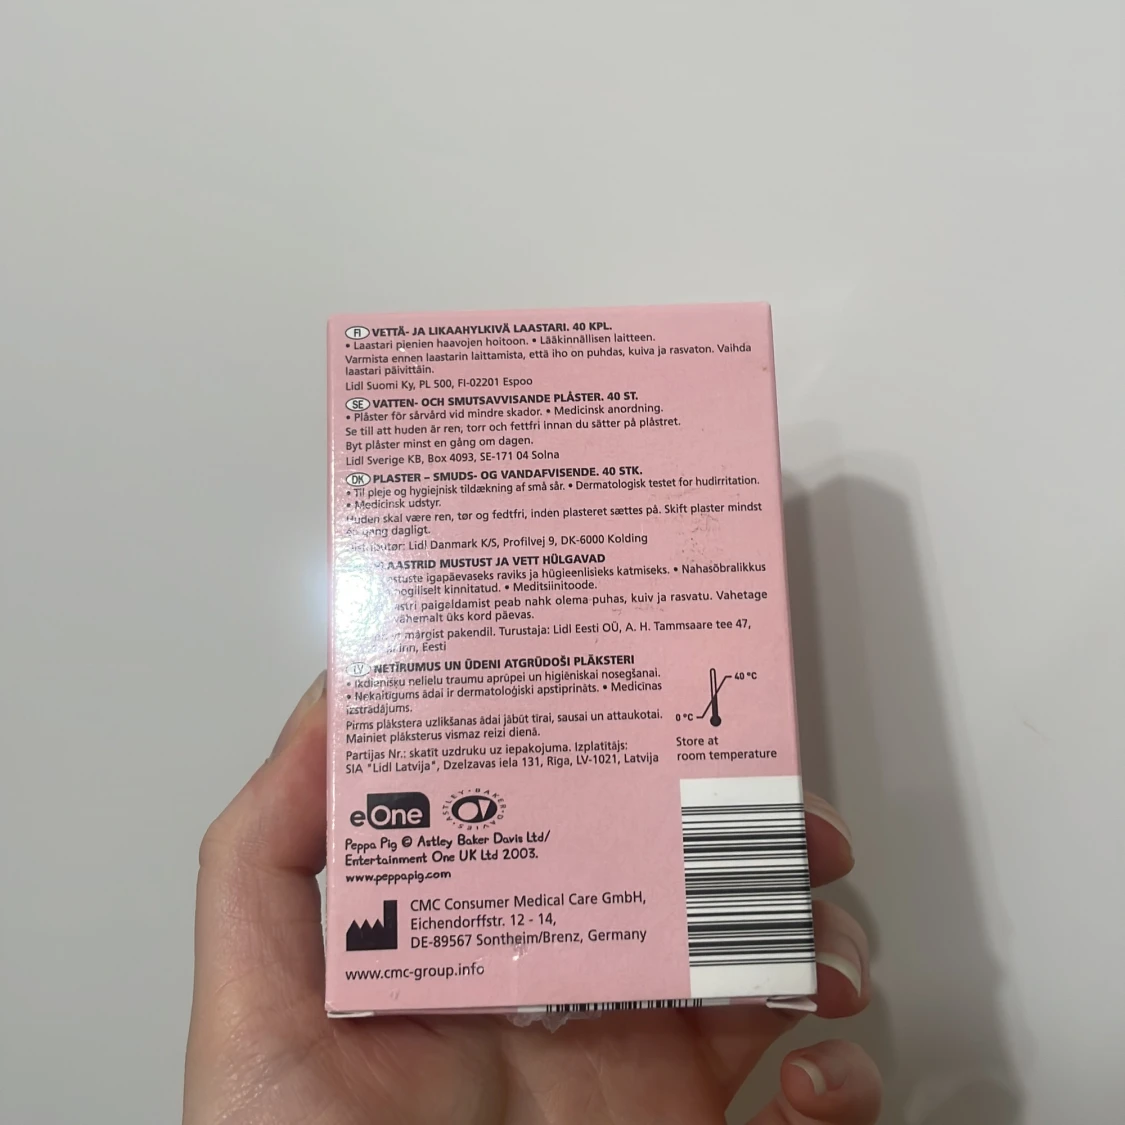 FI VETTÄ- JA LIKAAHYLKIVÄ LAASTARI. 40 KPL.
• Laastari pienien haavojen hoitoon. • Lääkinnällisen laitteen.
Varmista ennen laastarin laittamista, että iho on puhdas, kuiva ja rasvaton. Vaihda
laastari päivittäin.
Lidl Suomi Ky, PL 500, FI-02201 Espoo
SE VATTEN- OCH SMUTSAVVISANDE PLÅSTER. 40 ST.
• Plåster för sårvård vid mindre skador. • Medicinsk anordning.
Se till att huden är ren, torr och fettfri innan du sätter på plåstret.
Byt plåster minst en gång om dagen.
Lidl Sverige KB, Box 4093, SE-171 04 Solna
DK PLASTER – SMUDS- OG VANDAFVISENDE. 40 STK.
• Til pleje og hygiejnisk tildækning af små sår. • Dermatologisk testet for hudirritation.
• Medicinsk udstyr.
Huden skal være ren, tør og fedtfri, inden plasteret sættes på. Skift plaster mindst
én gang dagligt.
Distributør: Lidl Danmark K/S, Profilvej 9, DK-6000 Kolding
MUSTUST JA VETT HÜLGAVAD
igapäevaseks raviks ja hügieenlisieks katmiseks. • Nahasõbralikkus
kinnitatud. • Meditsiinitoode.
paigaldamist peab nahk olema puhas, kuiv ja rasvatu. Vahetage
vähemalt üks kord päevas.
märgist pakendil. Turustaja: Lidl Eesti OÜ, A. H. Tammsaare tee 47,
Eesti
LV NETĪRUMUS UN ŪDENI ATGRŪDOŠI PLĀKSTERI
• Ikdienišķu nelielu traumu aprūpei un higiēniskai nosegšanai.
• Nekaitīgums ādai ir dermatoloģiski apstiprināts. • Medicīnas
izstrādājums.
Pirms plākstera uzlikšanas ādai jābūt tīrai, sausai un attaukotai.
Mainiet plāksterus vismaz reizi dienā.
Partijas Nr.: skatīt uzdruku uz iepakojuma. Izplatītājs:
SIA "Lidl Latvija", Dzelzavas iela 131, Rīga, LV-1021, Latvija
40 °C
0 °C
Store at
room temperature
eOne
ASTLEY · BAKER · DAVIES
Peppa Pig © Astley Baker Davis Ltd/
Entertainment One UK Ltd 2003.
www.peppapig.com
CMC Consumer Medical Care GmbH,
Eichendorffstr. 12 - 14,
DE-89567 Sontheim/Brenz, Germany
www.cmc-group.info